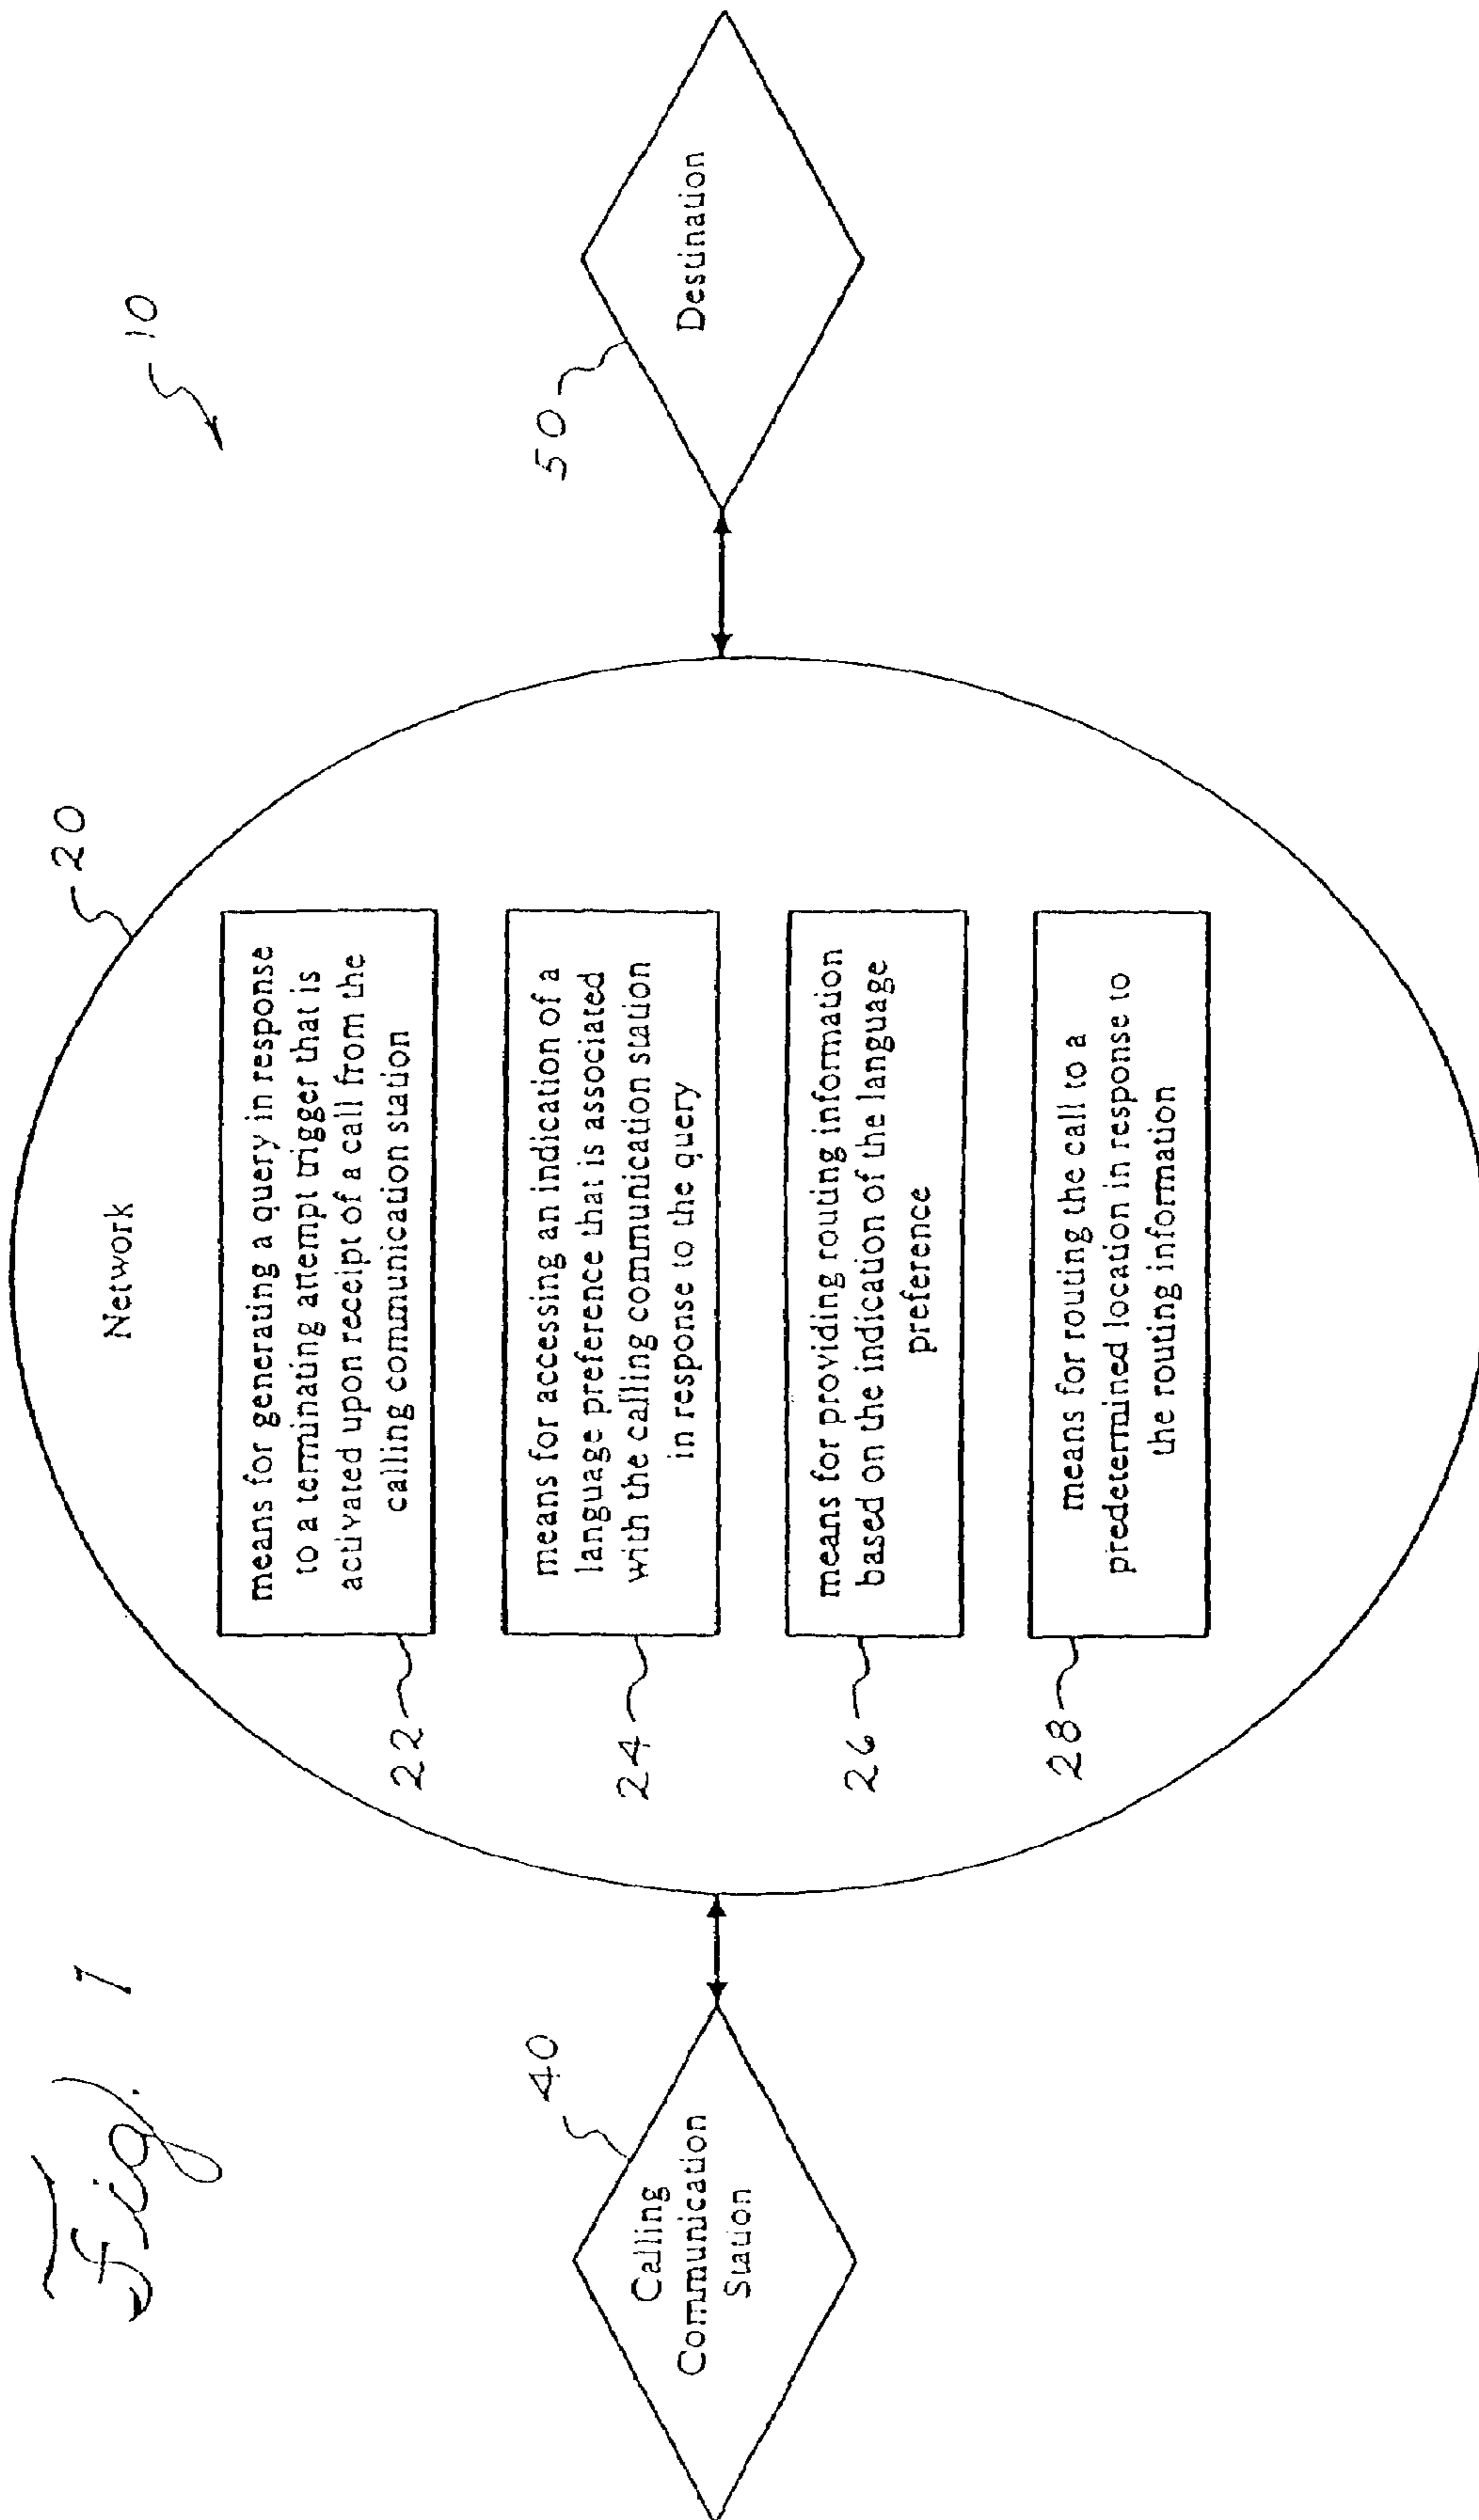 Fig. 1
10
Network
20
means for generating a query in response
to a terminating attempt trigger that is
activated upon receipt of a call from the
calling communication station
22
means for accessing an indication of a
language preference that is associated
with the calling communication station
in response to the query
24
means for providing routing information
based on the indication of the language
preference
26
means for routing the call to a
predetermined location in response to
the routing information
28
40
Calling
Communication
Station
50
Destination